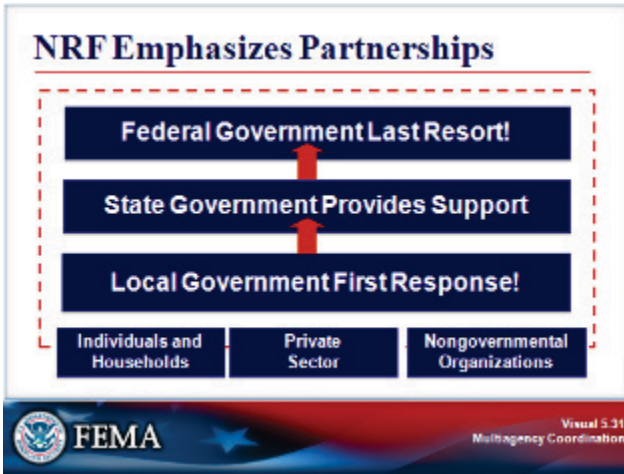 NRF Emphasizes Partnerships
Federal Government Last Resort!
State Government Provides Support
Local Government First Response!
Individuals and
Households
Private
Sector
Nongovernmental
Organizations
FEMA
Visual 5.31
Multiagency Coordination